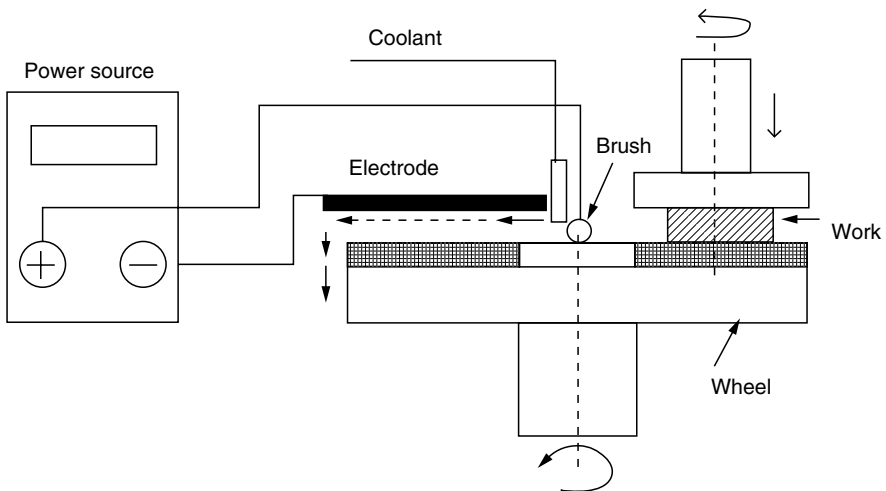 Coolant
Power source
Brush
Electrode
Work
+ −
Wheel